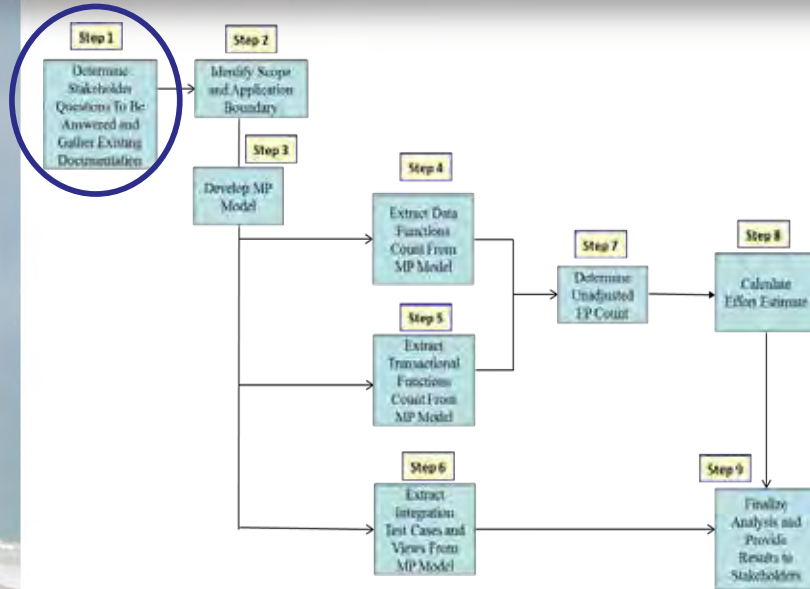 Step 1
Determine
Stakeholder
Questions To Be
Answered and
Gather Existing
Documentation
Step 2
Identify Scope
and Application
Boundary
Step 3
Develop MP
Model
Step 4
Extract Data
Functions
Count From
MP Model
Step 5
Extract
Transactional
Functions
Count From
MP Model
Step 6
Extract
Integration
Test Cases and
Views From
MP Model
Step 7
Determine
Unadjusted
FP Count
Step 8
Calculate
Effort Estimate
Step 9
Finalize
Analysis and
Provide
Results to
Stakeholders